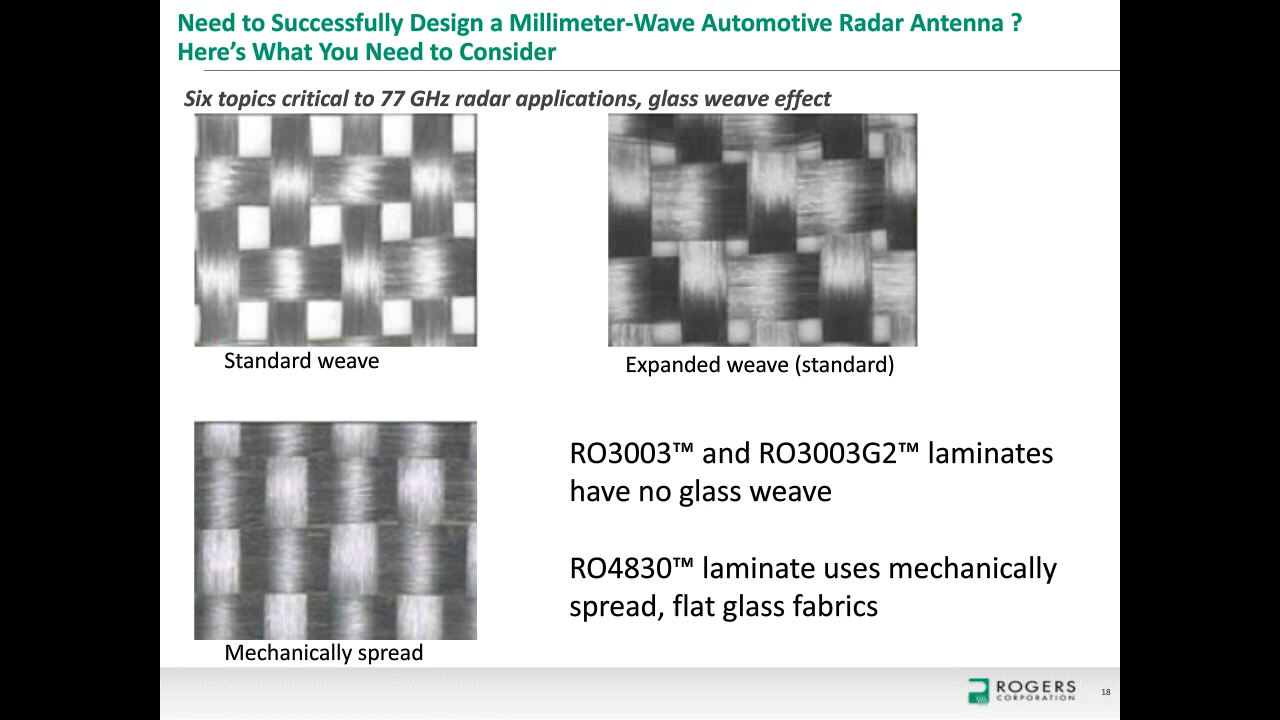 Need to Successfully Design a Millimeter-Wave Automotive Radar Antenna ?
Here’s What You Need to Consider
Six topics critical to 77 GHz radar applications, glass weave effect
Standard weave
Expanded weave (standard)
RO3003™ and RO3003G2™ laminates
have no glass weave
RO4830™ laminate uses mechanically
spread, flat glass fabrics
Mechanically spread
ROGERS
CORPORATION
18